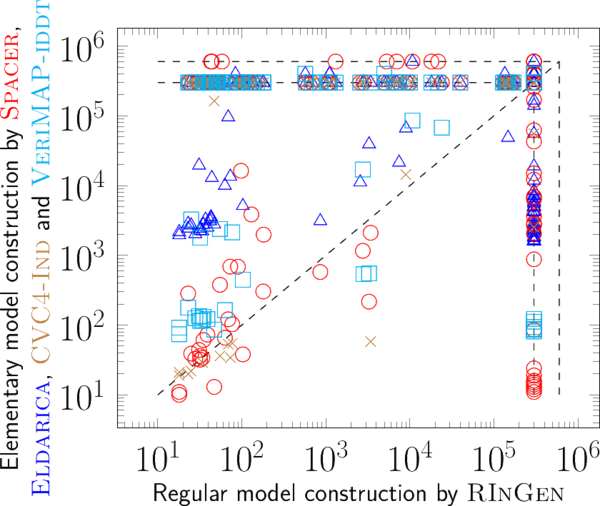 Elementary model construction by SPACER,
ELDARICA, CVC4-IND and VERIMAP-IDDT
10^6
10^5
10^4
10^3
10^2
10^1
10^1 10^2 10^3 10^4 10^5 10^6
Regular model construction by RINGEN